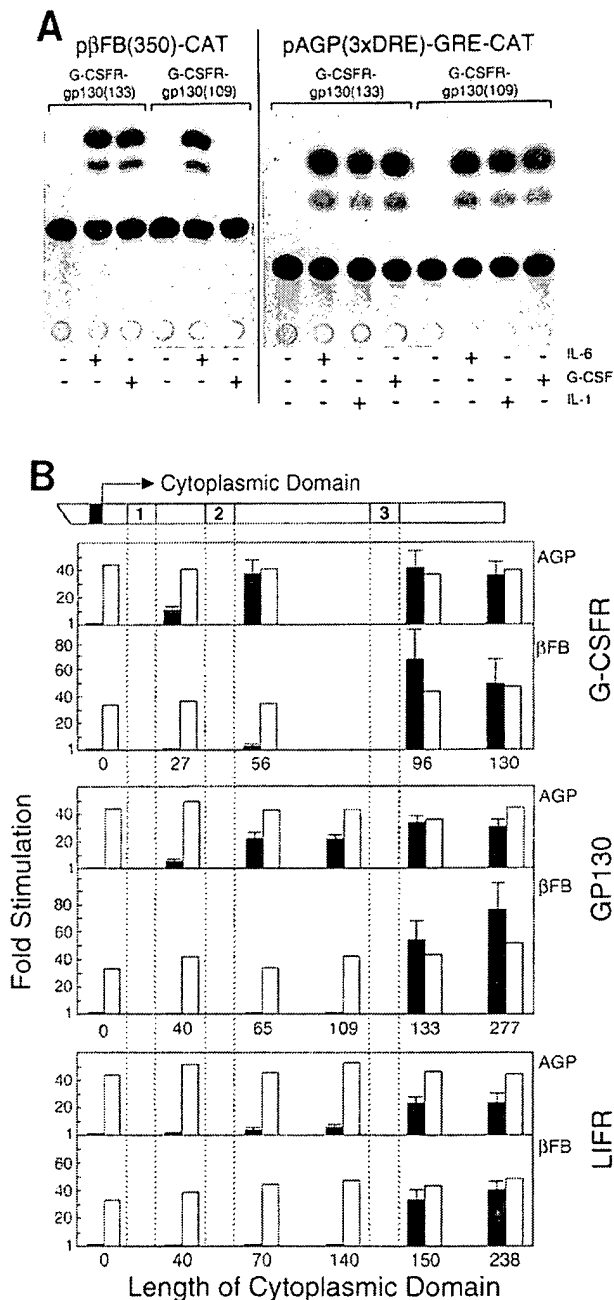 A
pβFB(350)-CAT pAGP(3xDRE)-GRE-CAT
G-CSFR- G-CSFR- G-CSFR- G-CSFR-
gp130(133) gp130(109) gp130(133) gp130(109)
- + - - + - - + - - - + - - IL-6
- - + - - + - - - + - - - + G-CSF
- - + - - - + - IL-1
B
Cytoplasmic Domain
1 2 3
AGP
40
20
1
βFB
80
60
40
20
1
0 27 56 96 130
G-CSFR
AGP
40
20
1
βFB
80
60
40
20
1
0 40 65 109 133 277
GP130
AGP
40
20
1
βFB
60
40
20
1
0 40 70 140 150 238
LIFR
Fold Stimulation
Length of Cytoplasmic Domain